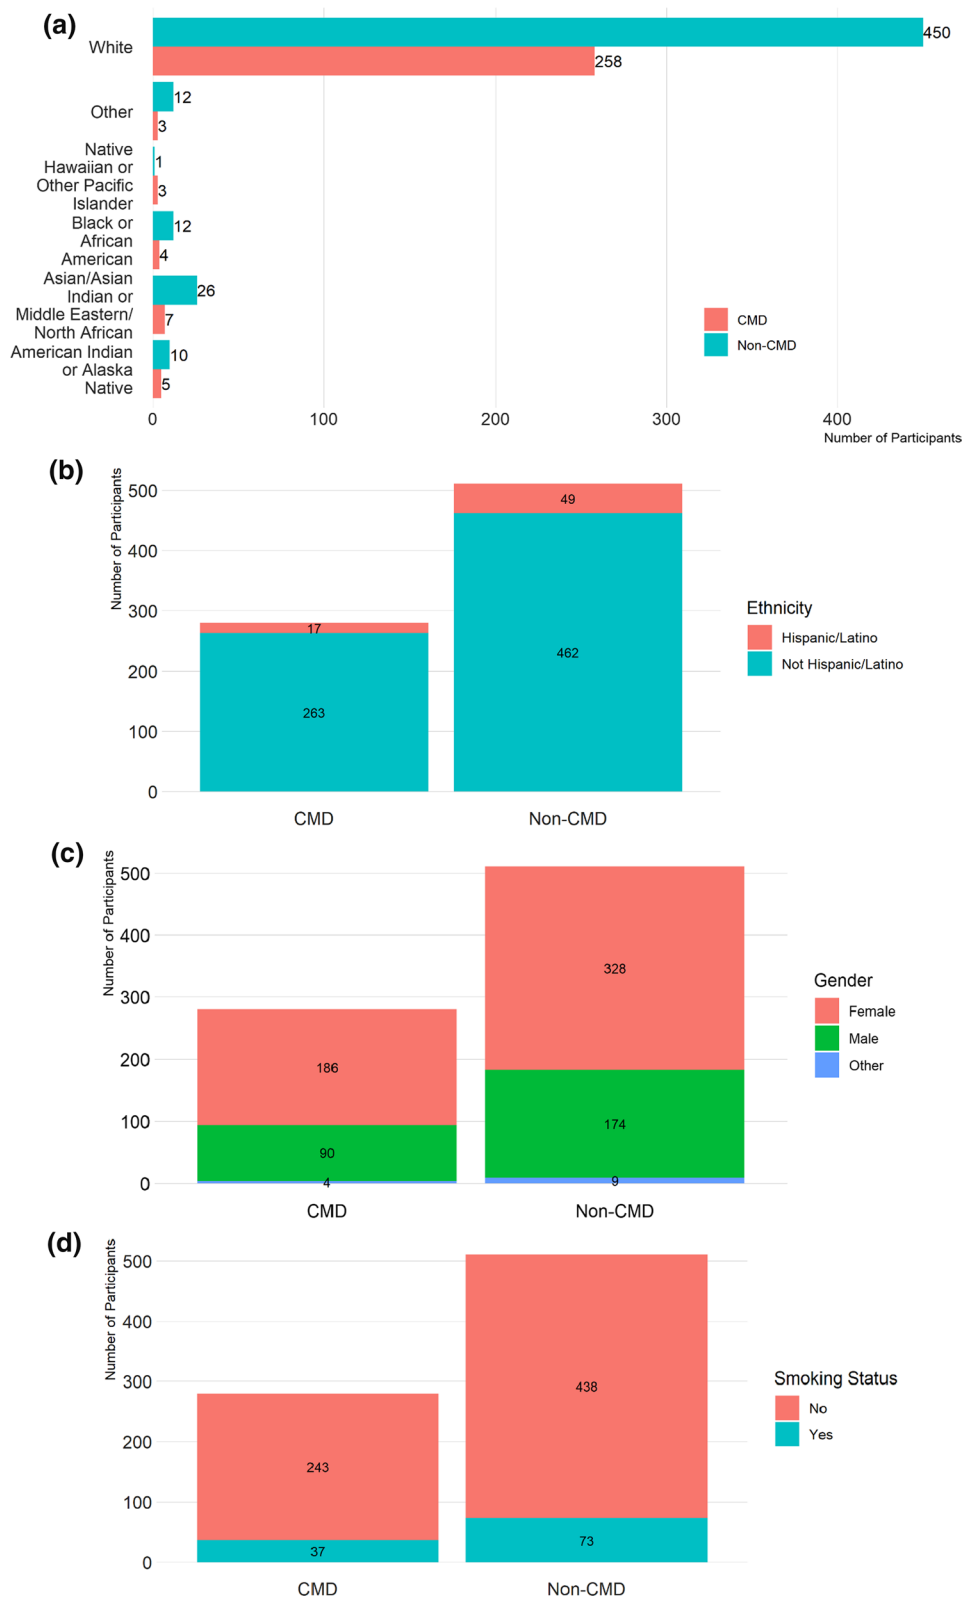 (a)
450
White
258
12
Other
3
Native
Hawaiian or
Other Pacific
Islander
1
3
Black or
African
American
12
4
Asian/Asian
Indian or
Middle Eastern/
North African
26
7
American Indian
or Alaska
Native
10
5
CMD
Non-CMD
0 100 200 300 400
Number of Participants
(b)
Number of Participants
500
400
300
200
100
0
49
17
462
263
CMD Non-CMD
Ethnicity
Hispanic/Latino
Not Hispanic/Latino
(c)
Number of Participants
500
400
300
200
100
0
328
186
174
90
4
9
CMD Non-CMD
Gender
Female
Male
Other
(d)
Number of Participants
500
400
300
200
100
0
438
243
73
37
CMD Non-CMD
Smoking Status
No
Yes